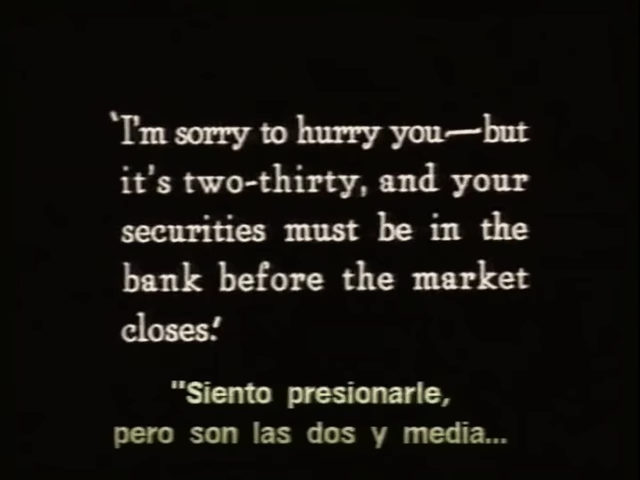 'I'm sorry to hurry you—but
it's two-thirty, and your
securities must be in the
bank before the market
closes.'
"Siento presionarle,
pero son las dos y media...